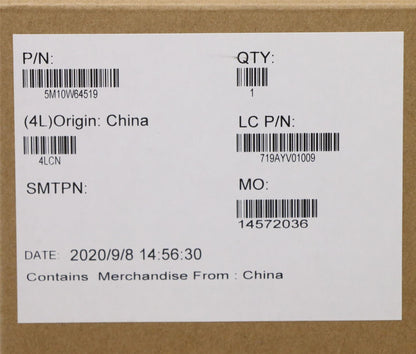 P/N:
5M10W64519
QTY:
1
(4L)Origin: China
4LCN
LC P/N:
719AYV01009
SMTPN:
MO:
14572036
DATE: 2020/9/8 14:56:30
Contains Merchandise From : China